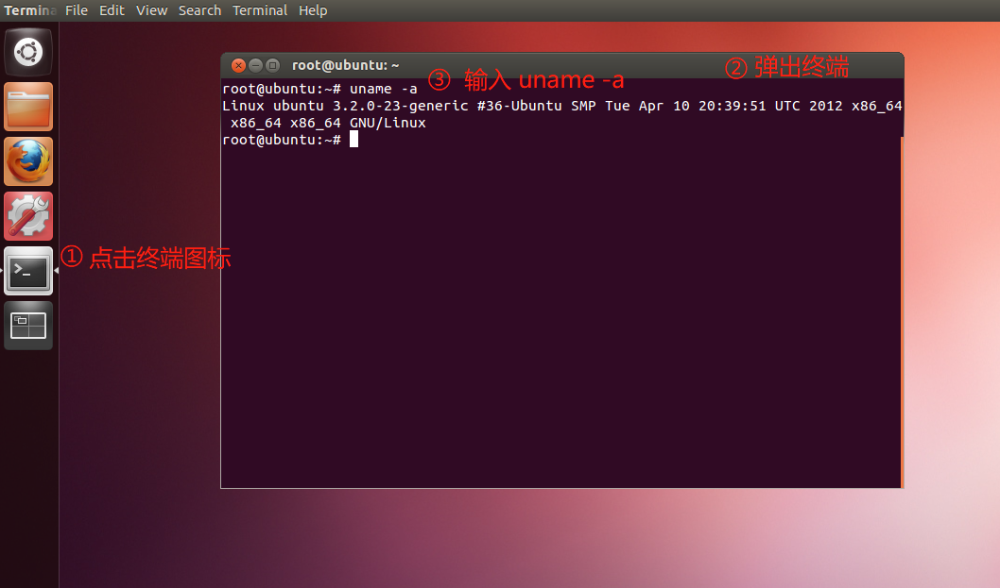 Termina File Edit View Search Terminal Help
root@ubuntu: ~
② 弹出终端
③ 输入 uname -a
root@ubuntu:~# uname -a
Linux ubuntu 3.2.0-23-generic #36-Ubuntu SMP Tue Apr 10 20:39:51 UTC 2012 x86_64
x86_64 x86_64 GNU/Linux
root@ubuntu:~#
① 点击终端图标
>_